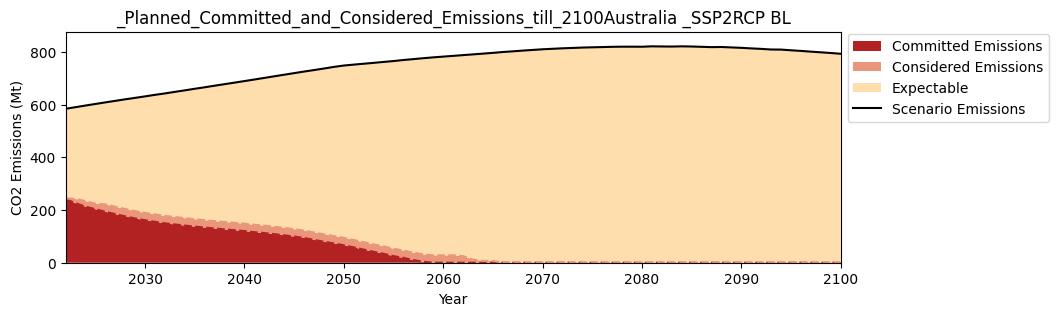 _Planned_Committed_and_Considered_Emissions_till_2100Australia _SSP2RCP BL
Committed Emissions
Considered Emissions
Expectable
Scenario Emissions
CO2 Emissions (Mt)
800
600
400
200
0
2030 2040 2050 2060 2070 2080 2090 2100
Year